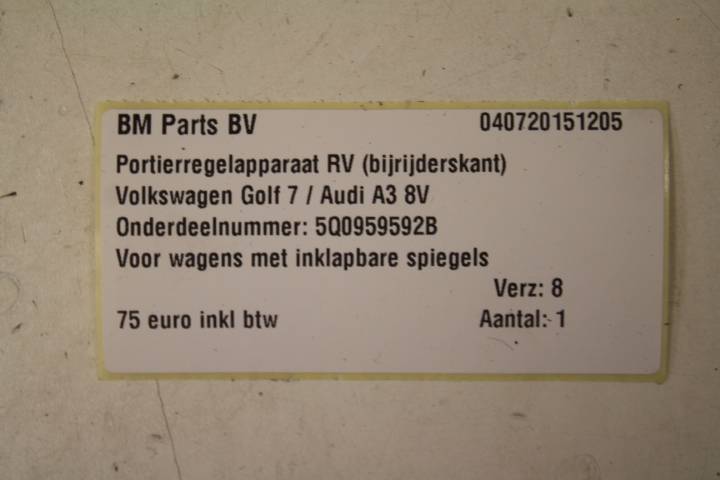 BM Parts BV 040720151205
Portierregelapparaat RV (bijrijderskant)
Volkswagen Golf 7 / Audi A3 8V
Onderdeelnummer: 5Q0959592B
Voor wagens met inklapbare spiegels
Verz: 8
75 euro inkl btw Aantal: 1